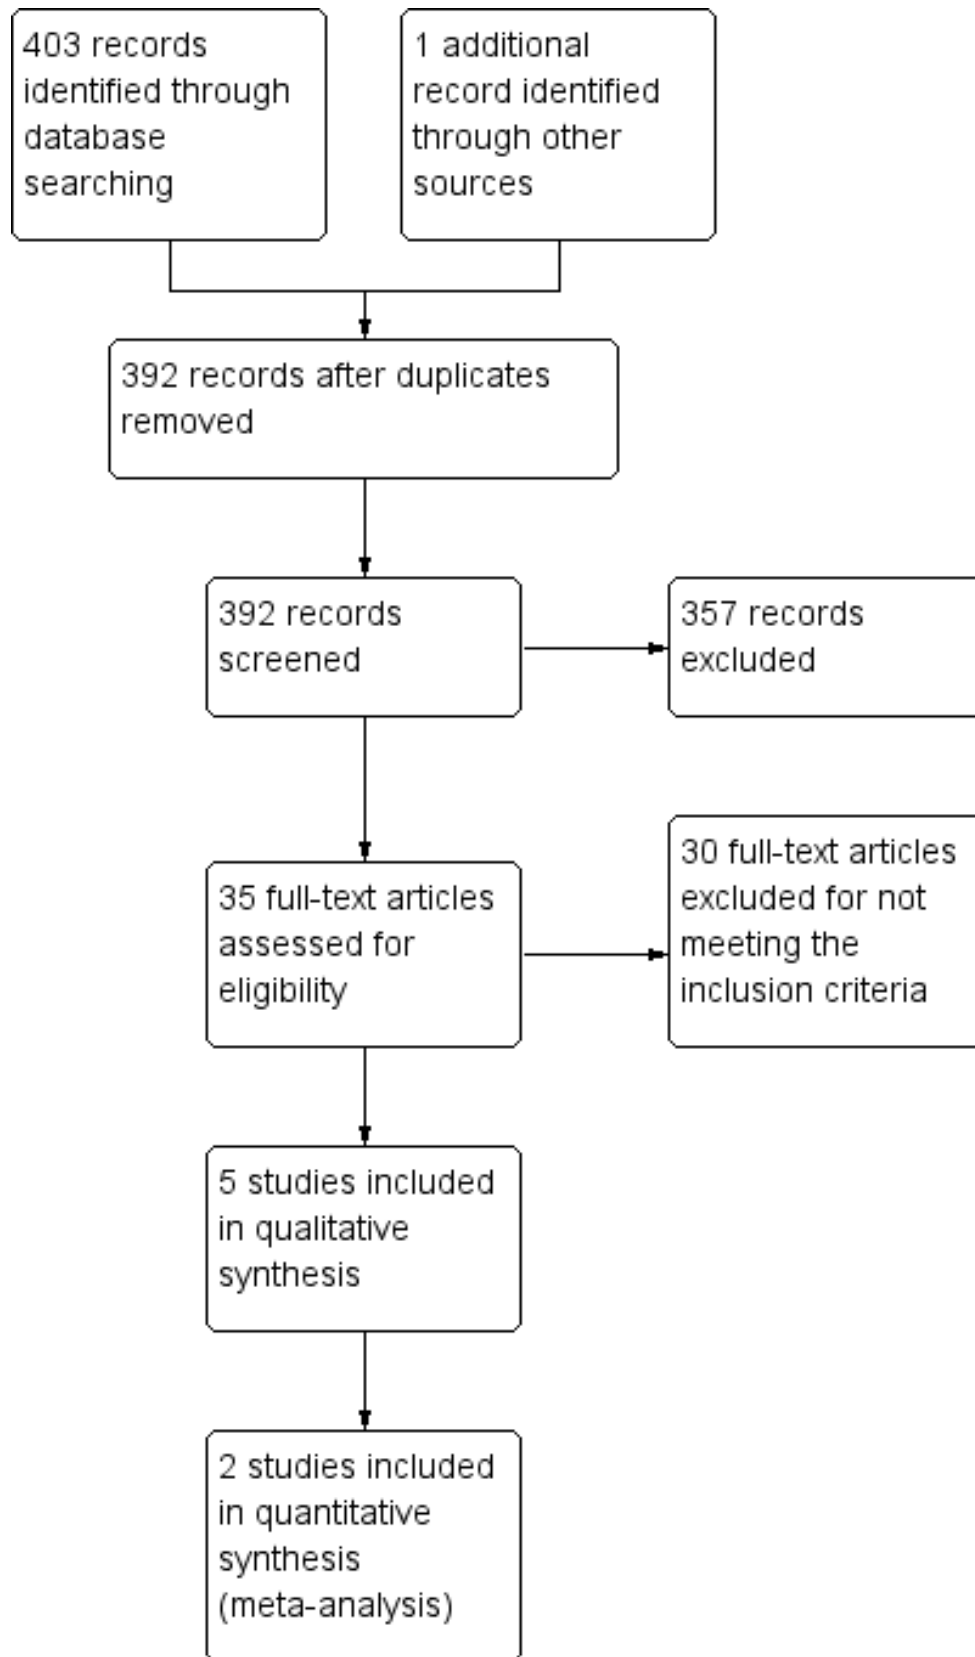 403 records
identified through
database
searching
1 additional
record identified
through other
sources
392 records after duplicates
removed
392 records
screened
357 records
excluded
35 full-text articles
assessed for
eligibility
30 full-text articles
excluded for not
meeting the
inclusion criteria
5 studies included
in qualitative
synthesis
2 studies included
in quantitative
synthesis
(meta-analysis)